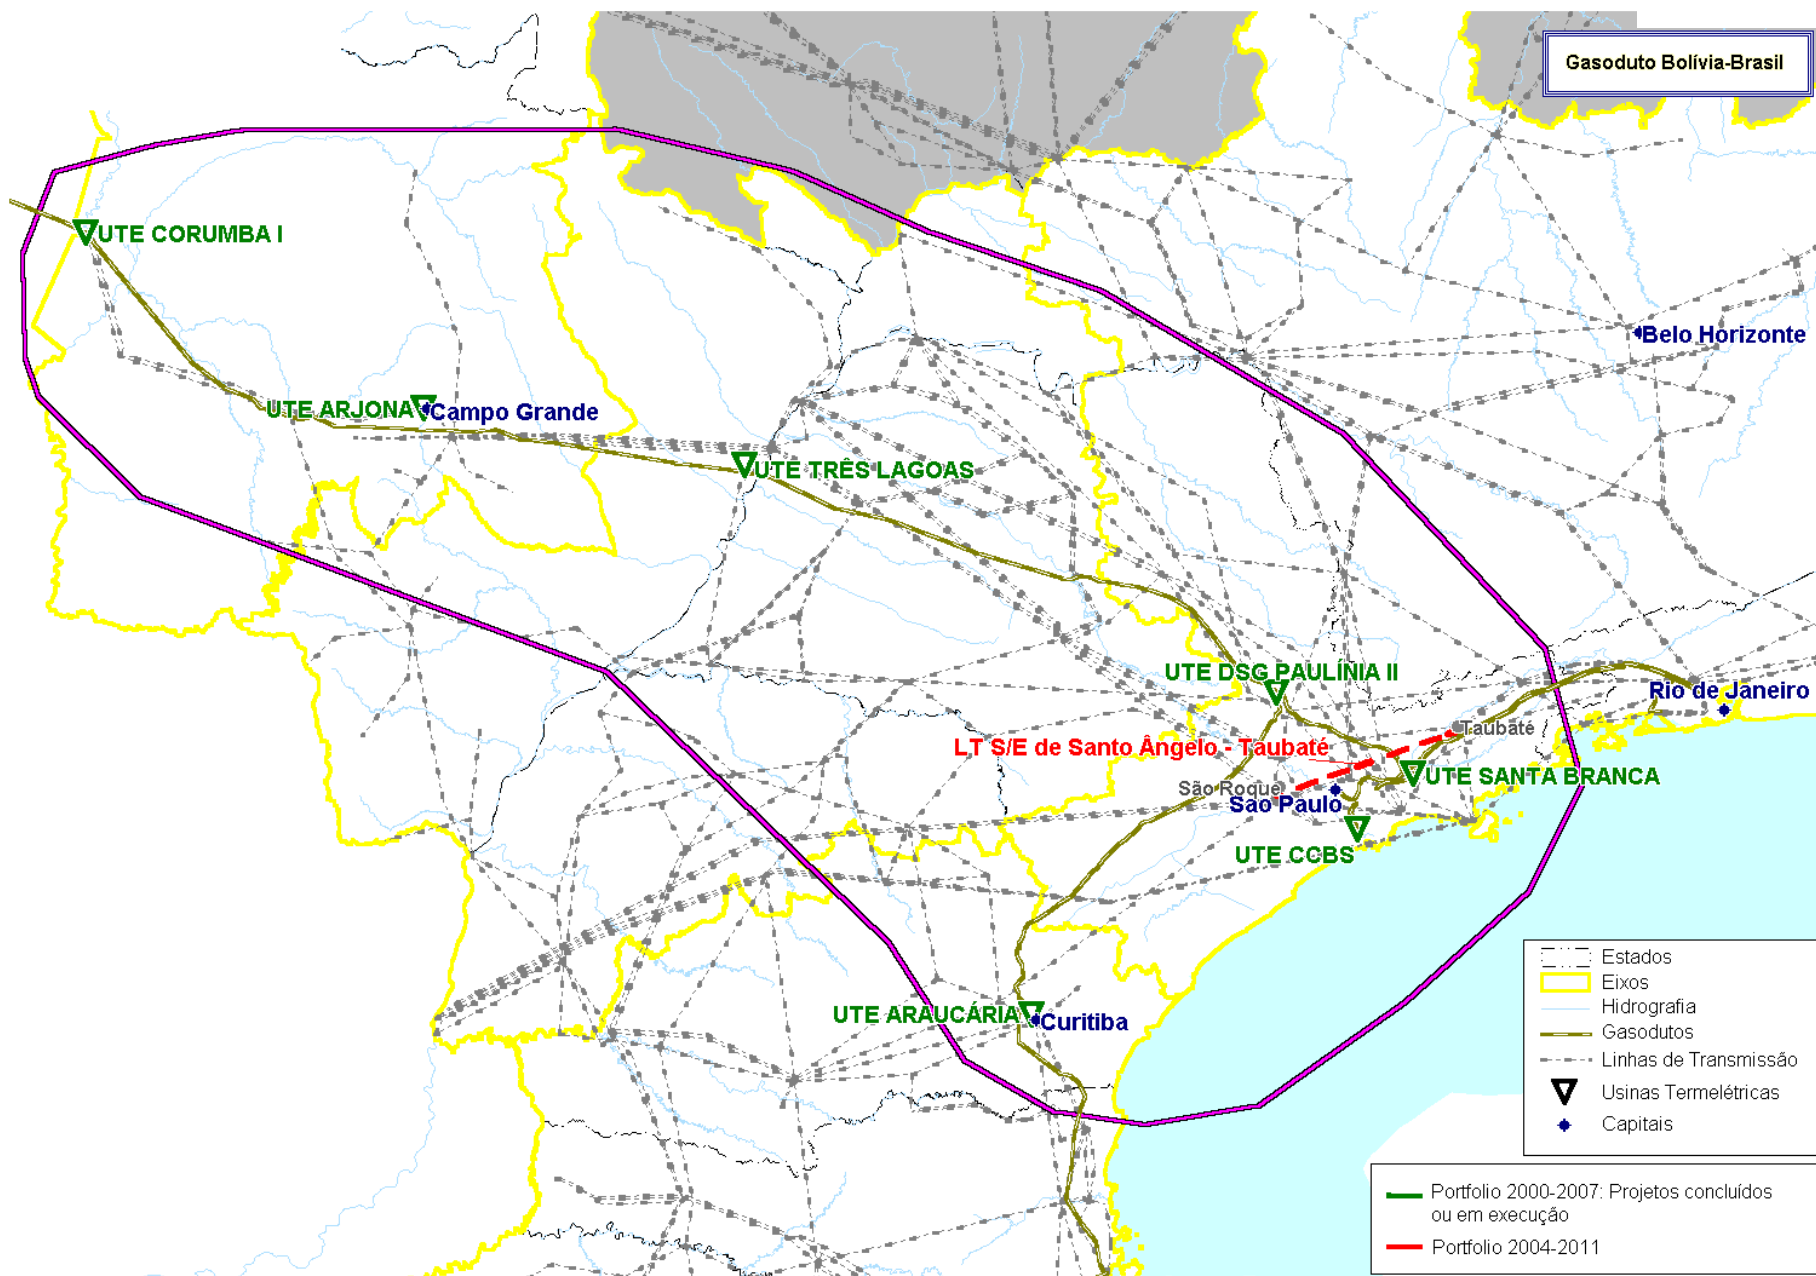 Gasoduto Bolívia-Brasil
UTE CORUMBA I
Belo Horizonte
UTE ARJONA
Campo Grande
UTE TRÊS LAGOAS
UTE DSG PAULÍNIA II
Rio de Janeiro
Taubaté
LT S/E de Santo Ângelo - Taubaté
UTE SANTA BRANCA
São Roque
Sao Paulo
UTE CCBS
UTE ARAUCÁRIA
Curitiba
Estados
Eixos
Hidrografia
Gasodutos
Linhas de Transmissão
Usinas Termelétricas
Capitais
Portfolio 2000-2007: Projetos concluídos
ou em execução
Portfolio 2004-2011